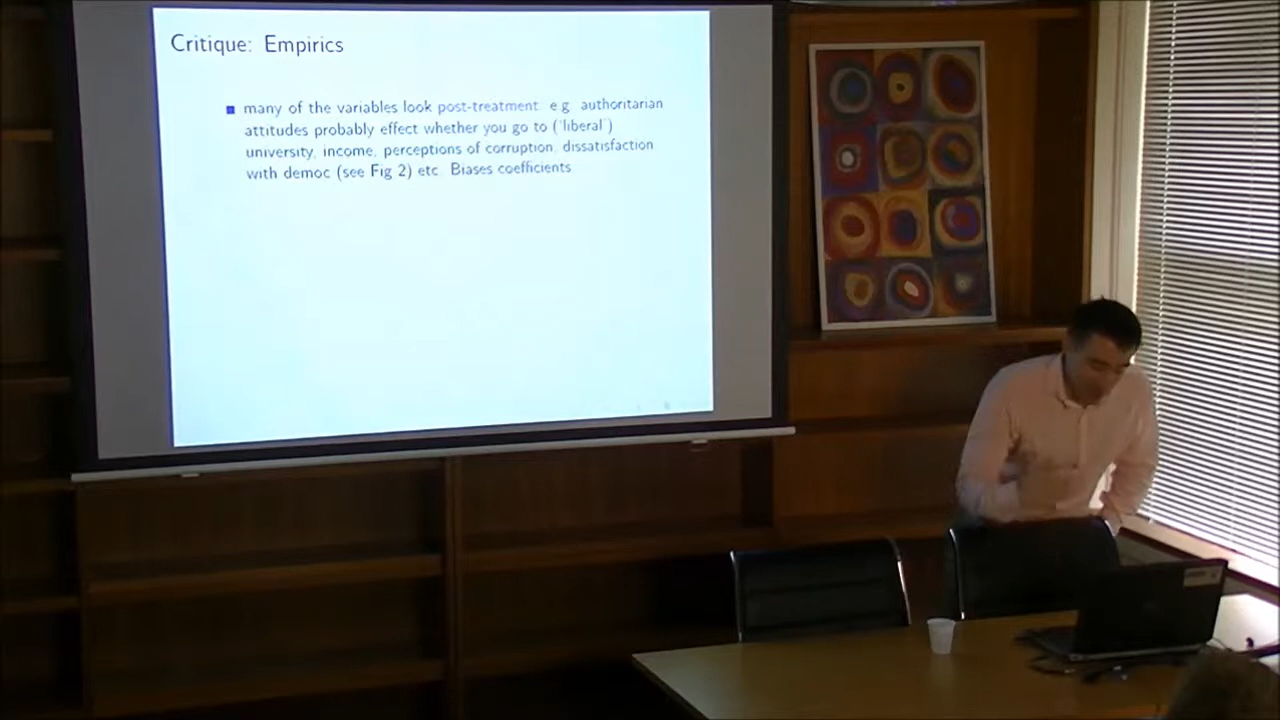 Critique: Empirics
many of the variables look post-treatment: e.g. authoritarian
attitudes probably effect whether you go to ('liberal')
university, income, perceptions of corruption, dissatisfaction
with democ (see Fig 2) etc. Biases coefficients